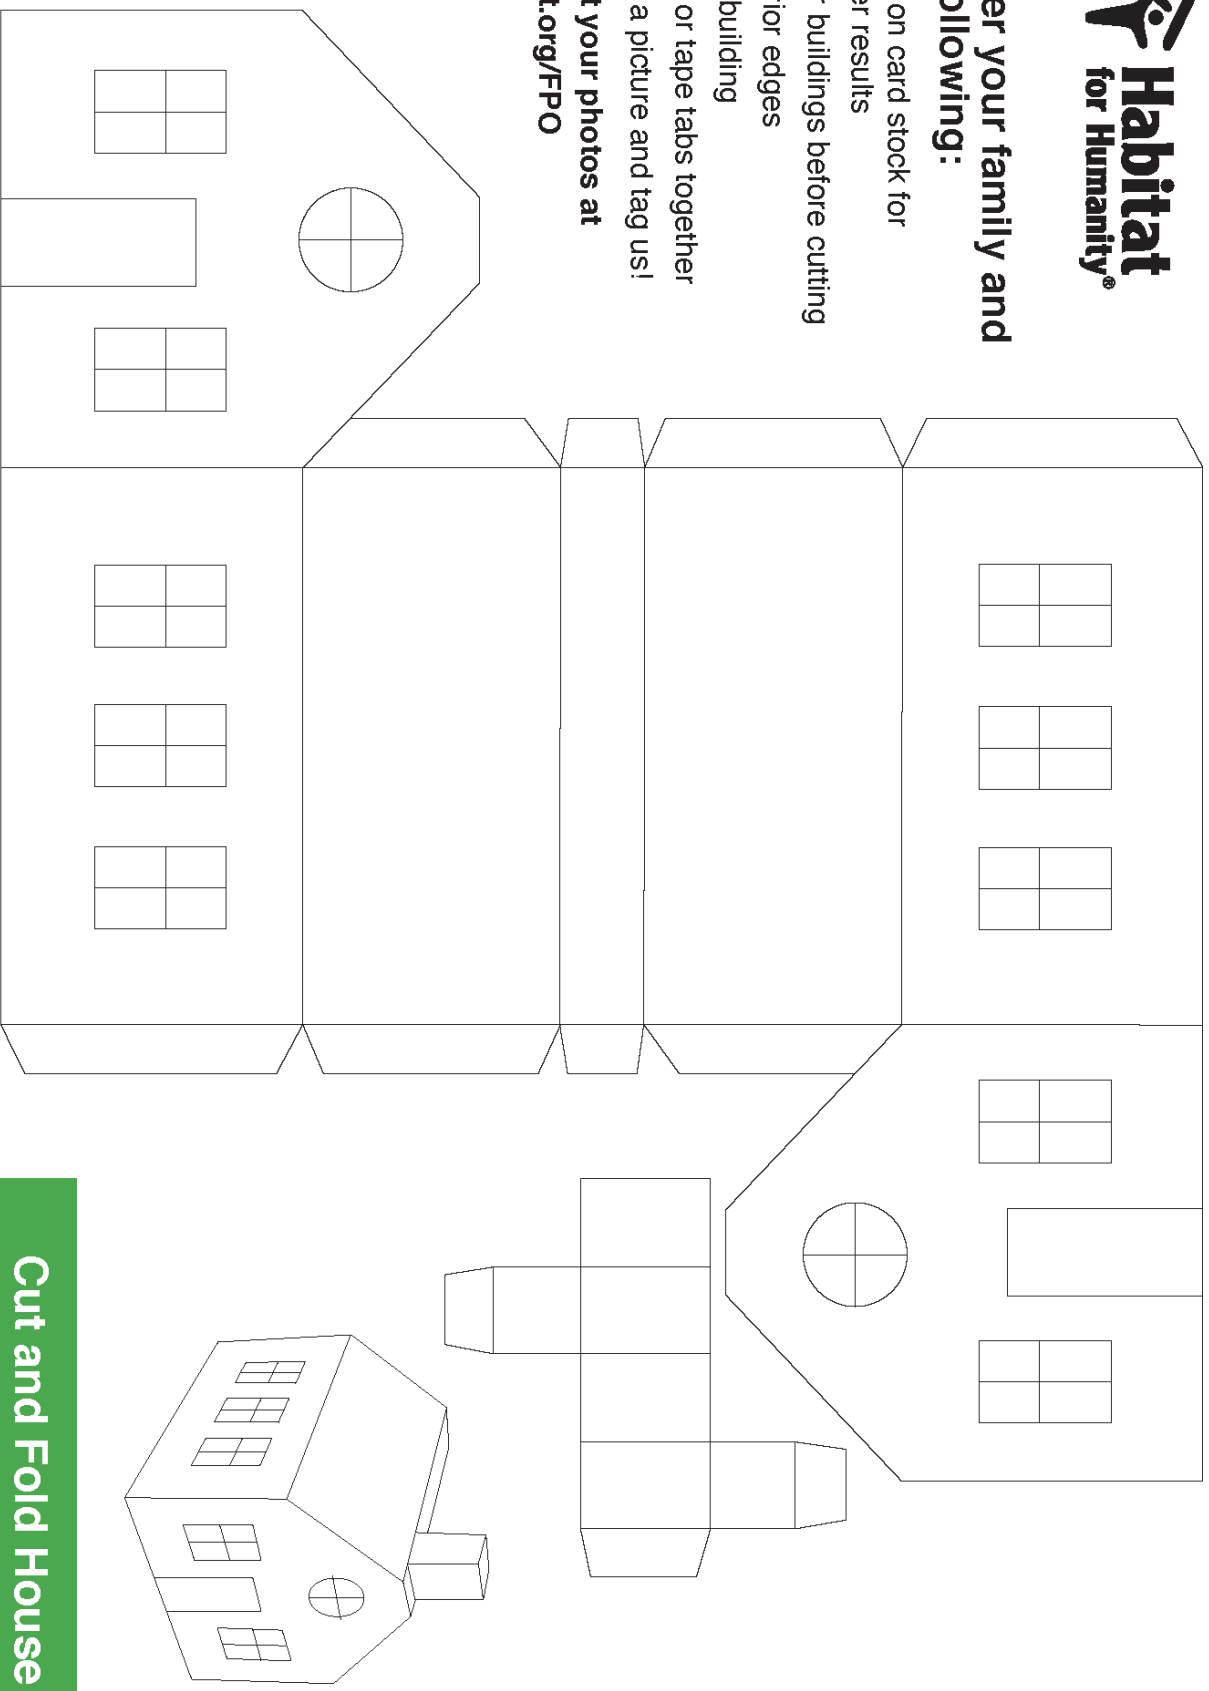 Habitat
for Humanity®
er your family and
ollowing:
on card stock for
er results
r buildings before cutting
rior edges
building
or tape tabs together
a picture and tag us!
t your photos at
t.org/FPO
Cut and Fold House